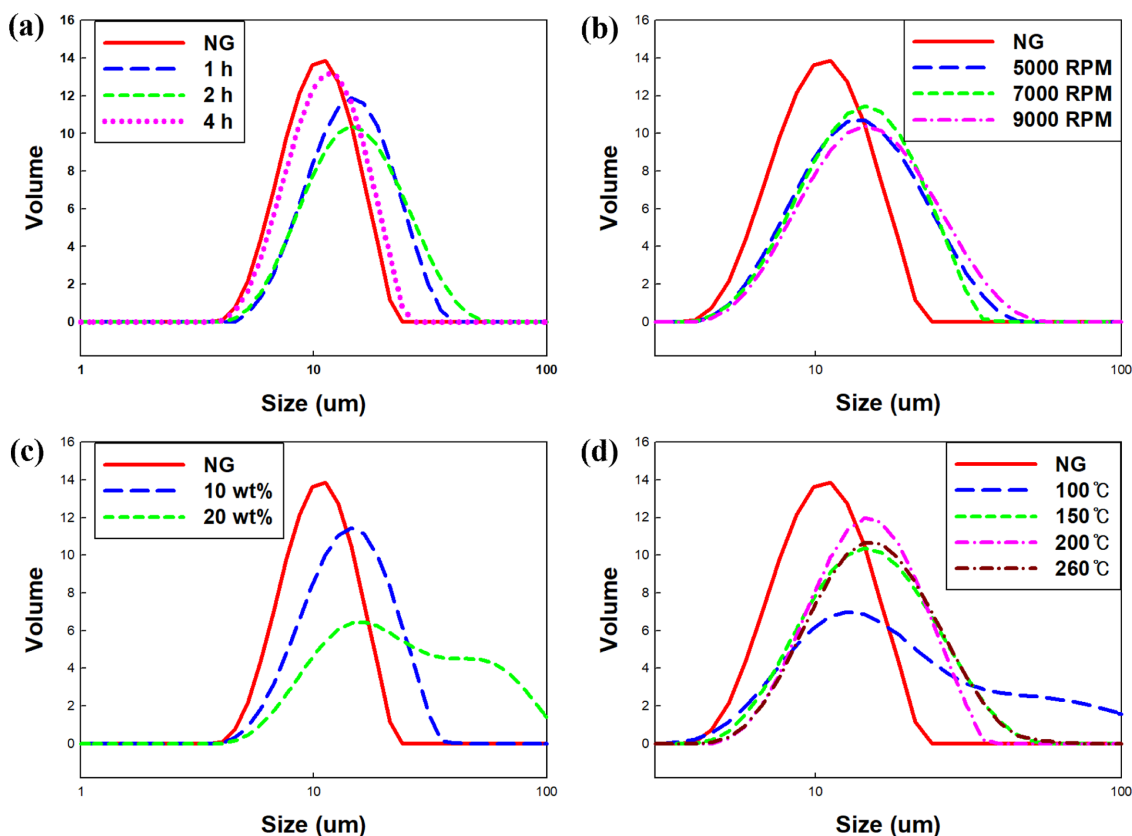 (a)
NG
1 h
2 h
4 h
Volume
16
14
12
10
8
6
4
2
0
1
10
100
Size (um)
(b)
NG
5000 RPM
7000 RPM
9000 RPM
Volume
16
14
12
10
8
6
4
2
0
10
100
Size (um)
(c)
NG
10 wt%
20 wt%
Volume
16
14
12
10
8
6
4
2
0
1
10
100
Size (um)
(d)
NG
100℃
150℃
200℃
260℃
Volume
16
14
12
10
8
6
4
2
0
10
100
Size (um)